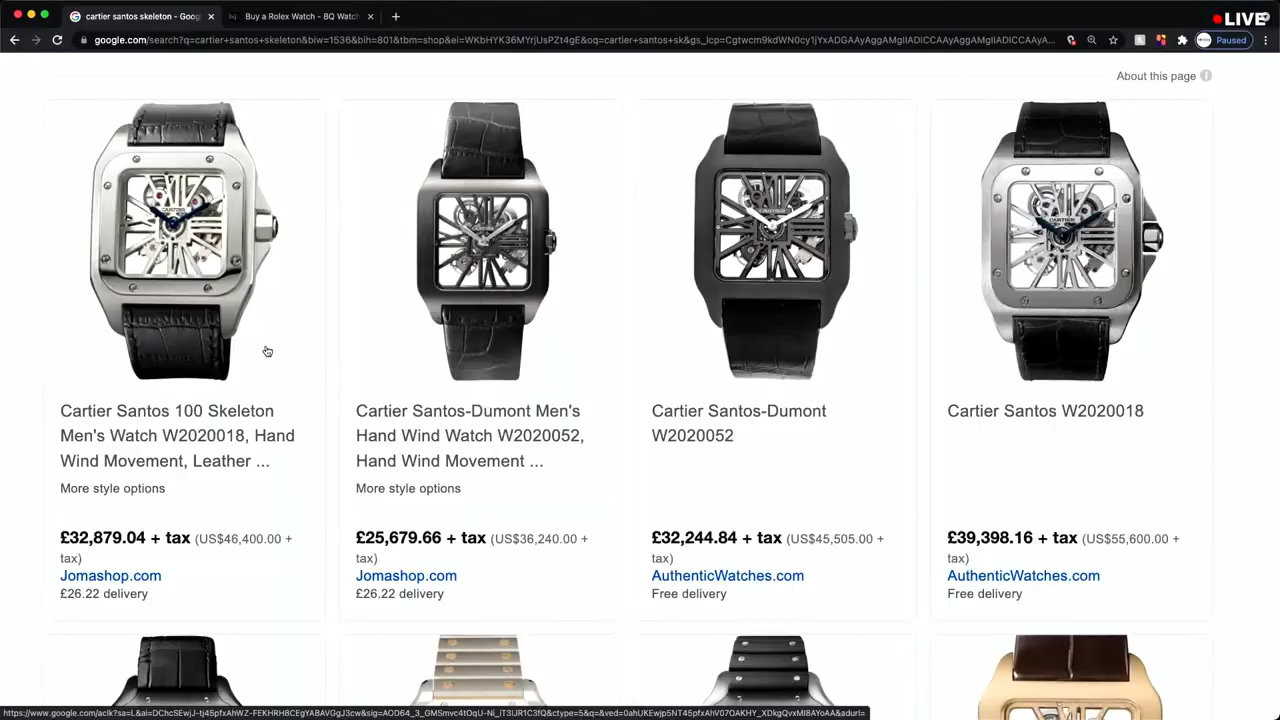 LIVE
cartier santos skeleton - Goog
Buy a Rolex Watch - BQ Watch
Paused
About this page
Cartier Santos 100 Skeleton
Men's Watch W2020018, Hand
Wind Movement, Leather ...
More style options
£32,879.04 + tax (US$46,400.00 +
tax)
Jomashop.com
£26.22 delivery
Cartier Santos-Dumont Men's
Hand Wind Watch W2020052,
Hand Wind Movement ...
More style options
£25,679.66 + tax (US$36,240.00 +
tax)
Jomashop.com
£26.22 delivery
Cartier Santos-Dumont
W2020052
£32,244.84 + tax (US$45,505.00 +
tax)
AuthenticWatches.com
Free delivery
Cartier Santos W2020018
£39,398.16 + tax (US$55,600.00 +
tax)
AuthenticWatches.com
Free delivery